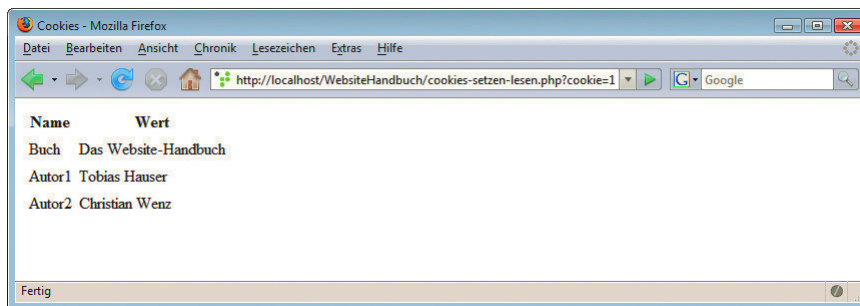 Cookies - Mozilla Firefox
Datei Bearbeiten Ansicht Chronik Lesezeichen Extras Hilfe
http://localhost/WebsiteHandbuch/cookies-setzen-lesen.php?cookie=1 G Google
Name Wert
Buch Das Website-Handbuch
Autor1 Tobias Hauser
Autor2 Christian Wenz
Fertig